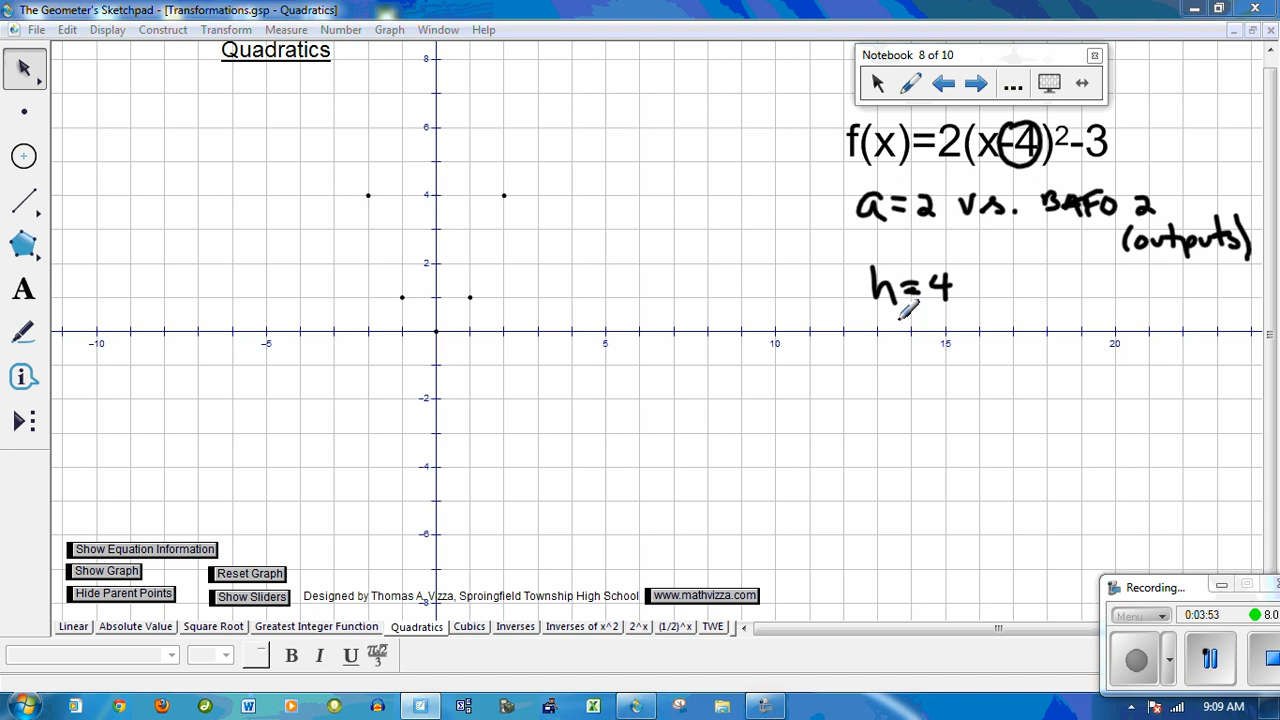 The Geometer's Sketchpad - [Transformations.gsp - Quadratics]
File Edit Display Construct Transform Measure Number Graph Window Help
Quadratics
Notebook 8 of 10
f(x)=2(x-4)²-3
a=2 vs. BAFO 2
(outputs)
h=4
8
6
4
2
-10 -5 5 10 15 20
-2
-4
-6
-8
Show Equation Information
Show Graph
Reset Graph
Hide Parent Points
Show Sliders
Designed by Thomas A. Vizza, Sproingfield Township High School
www.mathvizza.com
Linear Absolute Value Square Root Greatest Integer Function Quadratics Cubics Inverses Inverses of x^2 2^x (1/2)^x TWE
B I U
Recording...
Menu
0:03:53
8.0
9:09 AM